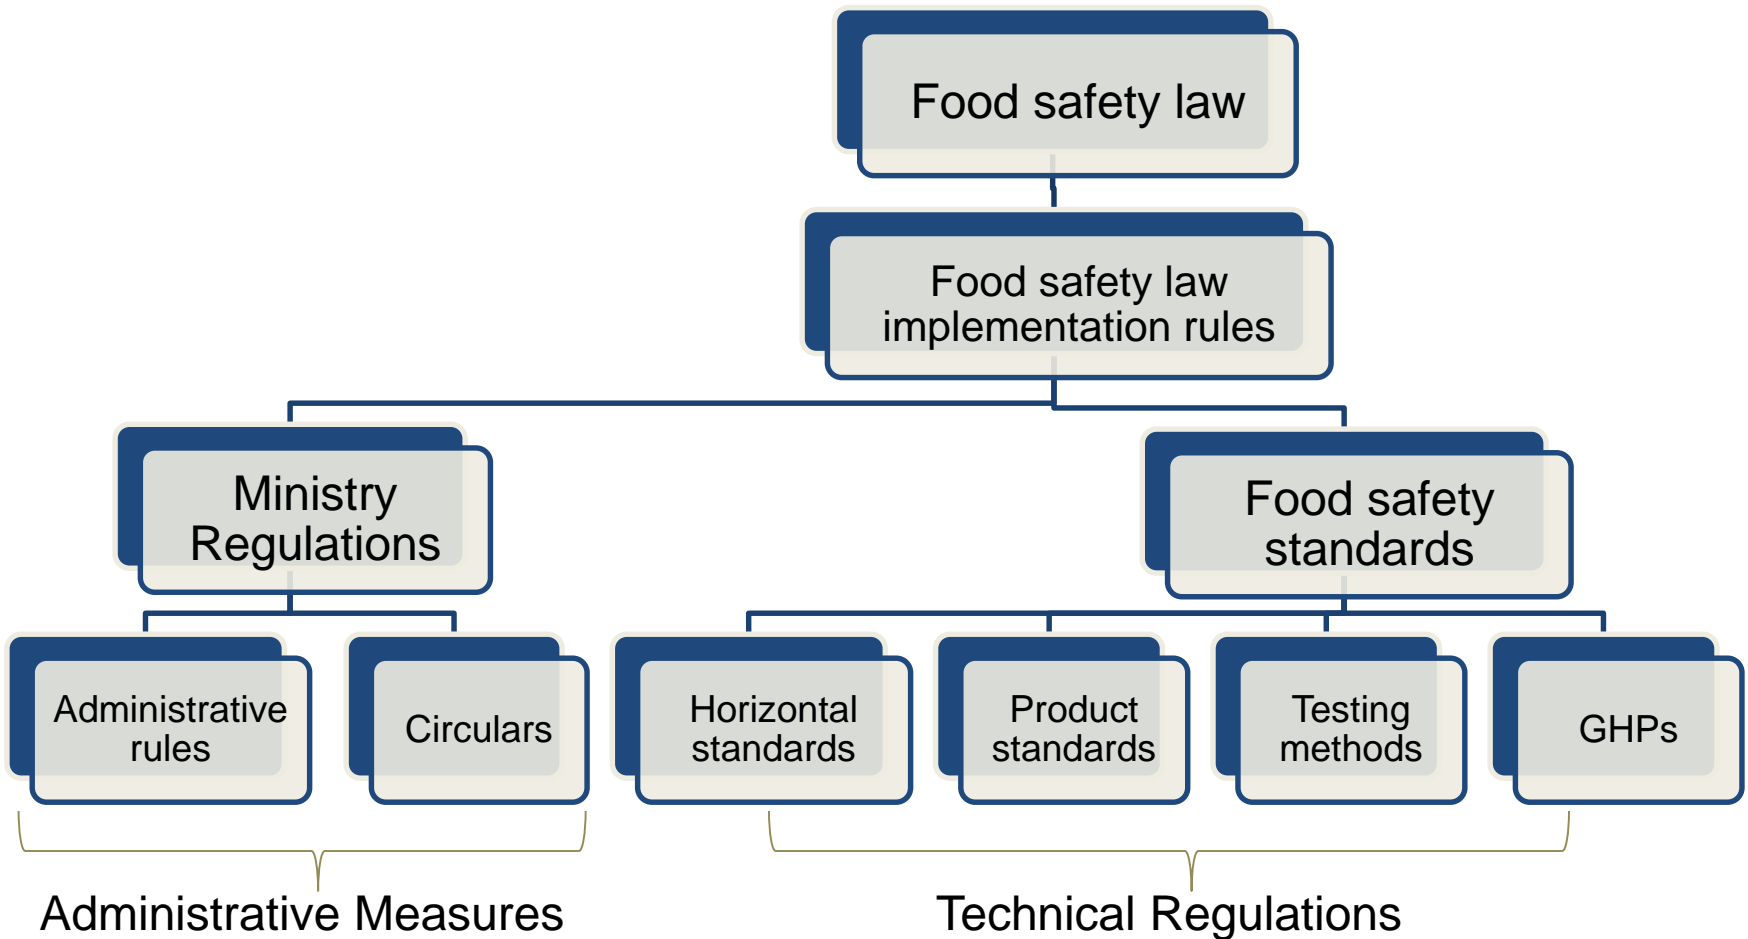 Food safety law
Food safety law
implementation rules
Ministry
Regulations
Food safety
standards
Administrative
rules
Circulars
Horizontal
standards
Product
standards
Testing
methods
GHPs
Administrative Measures
Technical Regulations